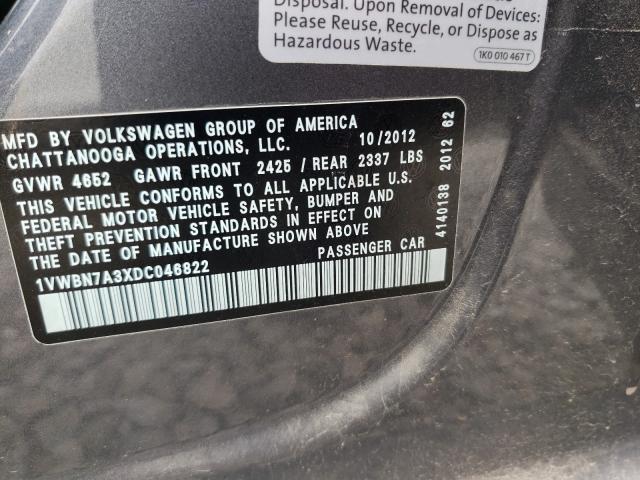 Disposal. Upon Removal of Devices:
Please Reuse, Recycle, or Dispose as
Hazardous Waste.
1K0 010 467 T
MFD BY VOLKSWAGEN GROUP OF AMERICA
CHATTANOOGA OPERATIONS, LLC. 10/2012
GVWR 4652 GAWR FRONT 2425 / REAR 2337 LBS
THIS VEHICLE CONFORMS TO ALL APPLICABLE U.S.
FEDERAL MOTOR VEHICLE SAFETY, BUMPER AND
THEFT PREVENTION STANDARDS IN EFFECT ON
THE DATE OF MANUFACTURE SHOWN ABOVE
1VWBN7A3XDC046822 PASSENGER CAR
4140138 2012 62